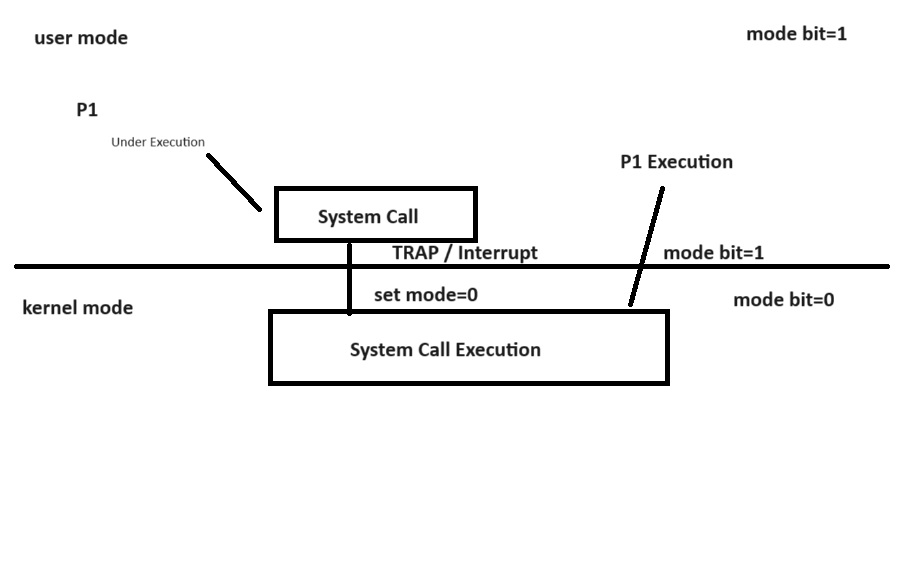 user mode
mode bit=1
P1
Under Execution
P1 Execution
System Call
TRAP / Interrupt
mode bit=1
set mode=0
mode bit=0
kernel mode
System Call Execution